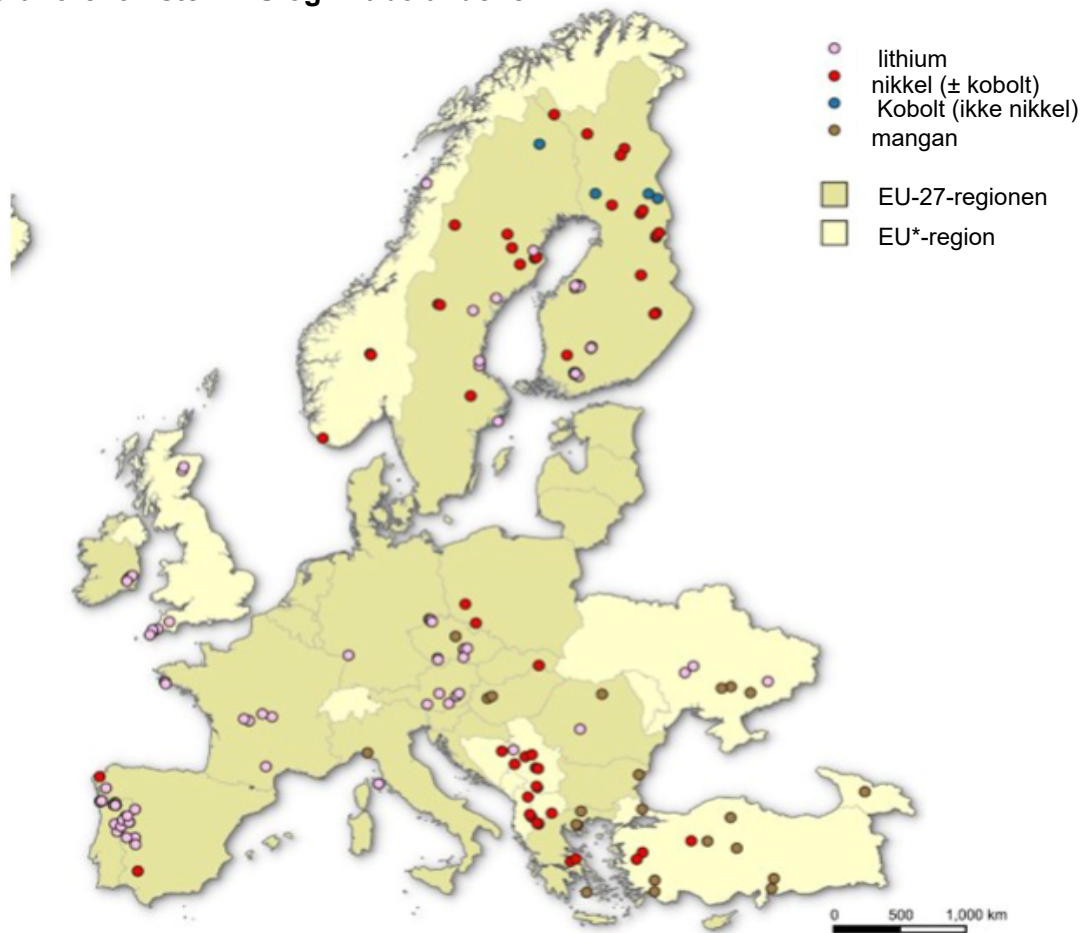 lithium
nikkel (± kobolt)
Kobolt (ikke nikkel)
mangan
EU-27-regionen
EU*-region
0 500 1,000 km